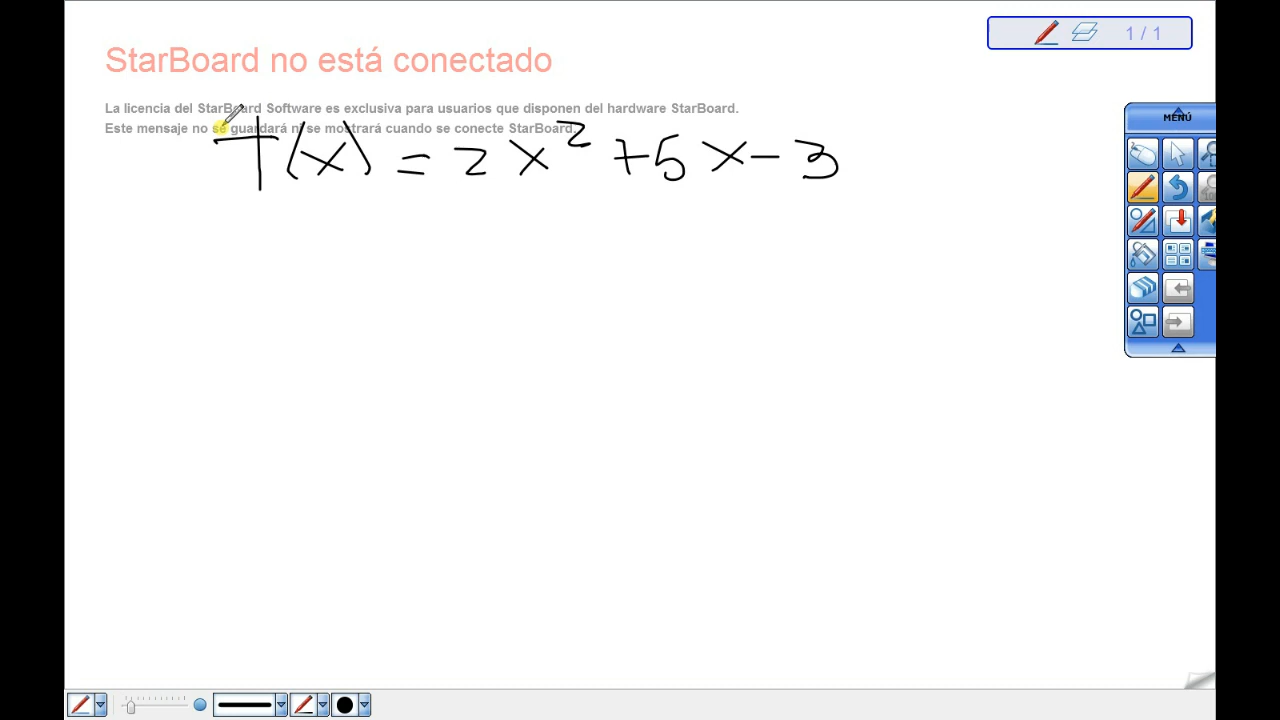 StarBoard no está conectado
1 / 1
La licencia del StarBoard Software es exclusiva para usuarios que disponen del hardware StarBoard.
Este mensaje no se guardará ni se mostrará cuando se conecte StarBoard.
MENÚ
T(x) = 2x² +5x-3